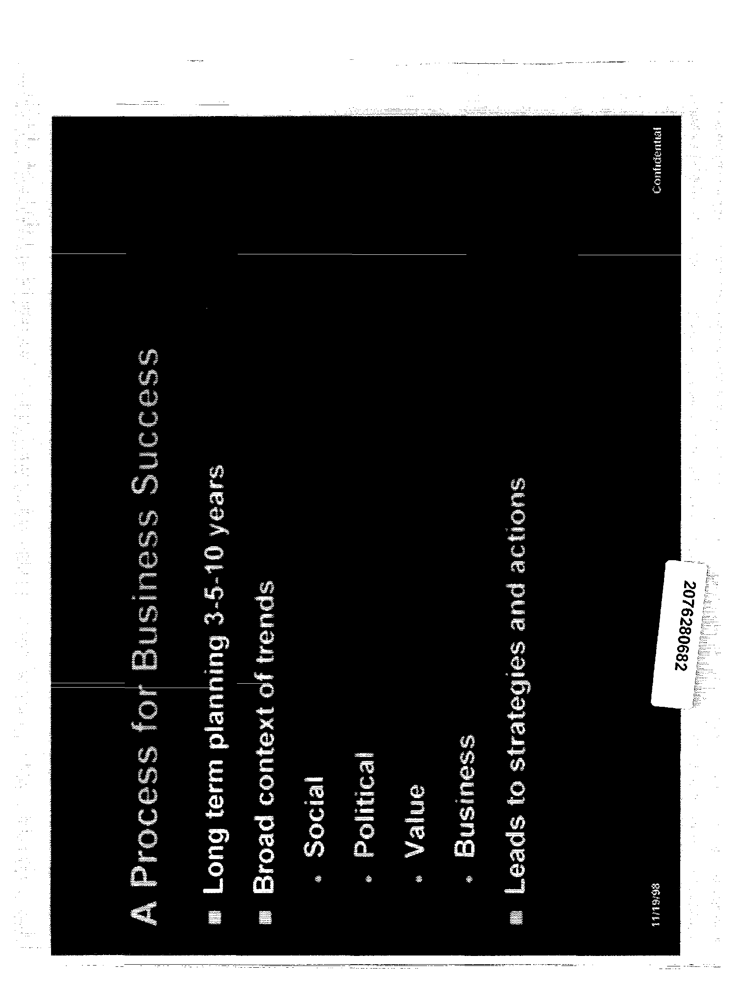 A Process for Business Success
■ Long term planning 3-5-10 years
■ Broad context of trends
• Social
• Political
• Value
• Business
■ Leads to strategies and actions
11/19/98
Confidential
2076280682